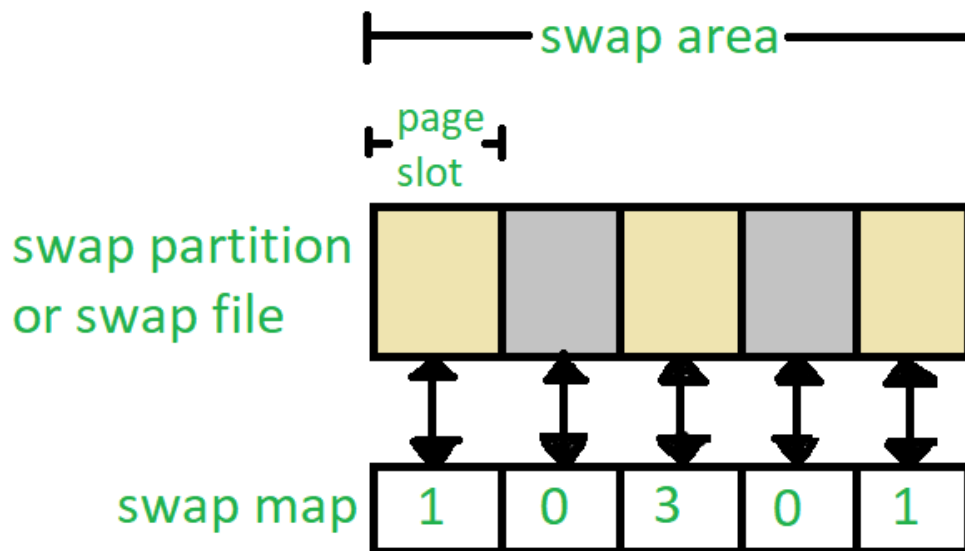 swap area
page
slot
swap partition
or swap file
swap map 1 0 3 0 1